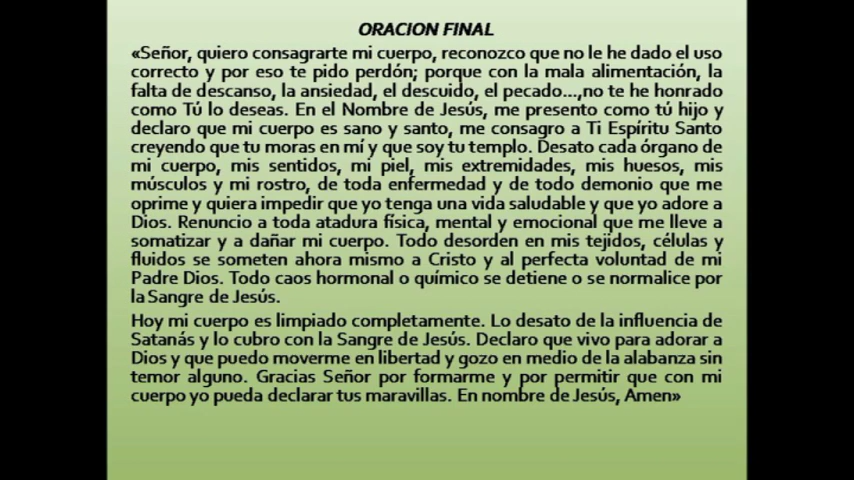 ORACION FINAL
«Señor, quiero consagrarte mi cuerpo, reconozco que no le he dado el uso
correcto y por eso te pido perdón; porque con la mala alimentación, la
falta de descanso, la ansiedad, el descuido, el pecado...,no te he honrado
como Tú lo deseas. En el Nombre de Jesús, me presento como tú hijo y
declaro que mi cuerpo es sano y santo, me consagro a Ti Espíritu Santo
creyendo que tu moras en mí y que soy tu templo. Desato cada órgano de
mi cuerpo, mis sentidos, mi piel, mis extremidades, mis huesos, mis
músculos y mi rostro, de toda enfermedad y de todo demonio que me
oprime y quiera impedir que yo tenga una vida saludable y que yo adore a
Dios. Renuncio a toda atadura física, mental y emocional que me lleve a
somatizar y a dañar mi cuerpo. Todo desorden en mis tejidos, células y
fluidos se someten ahora mismo a Cristo y al perfecta voluntad de mi
Padre Dios. Todo caos hormonal o químico se detiene o se normalice por
la Sangre de Jesús.
Hoy mi cuerpo es limpiado completamente. Lo desato de la influencia de
Satanás y lo cubro con la Sangre de Jesús. Declaro que vivo para adorar a
Dios y que puedo moverme en libertad y gozo en medio de la alabanza sin
temor alguno. Gracias Señor por formarme y por permitir que con mi
cuerpo yo pueda declarar tus maravillas. En nombre de Jesús, Amen»